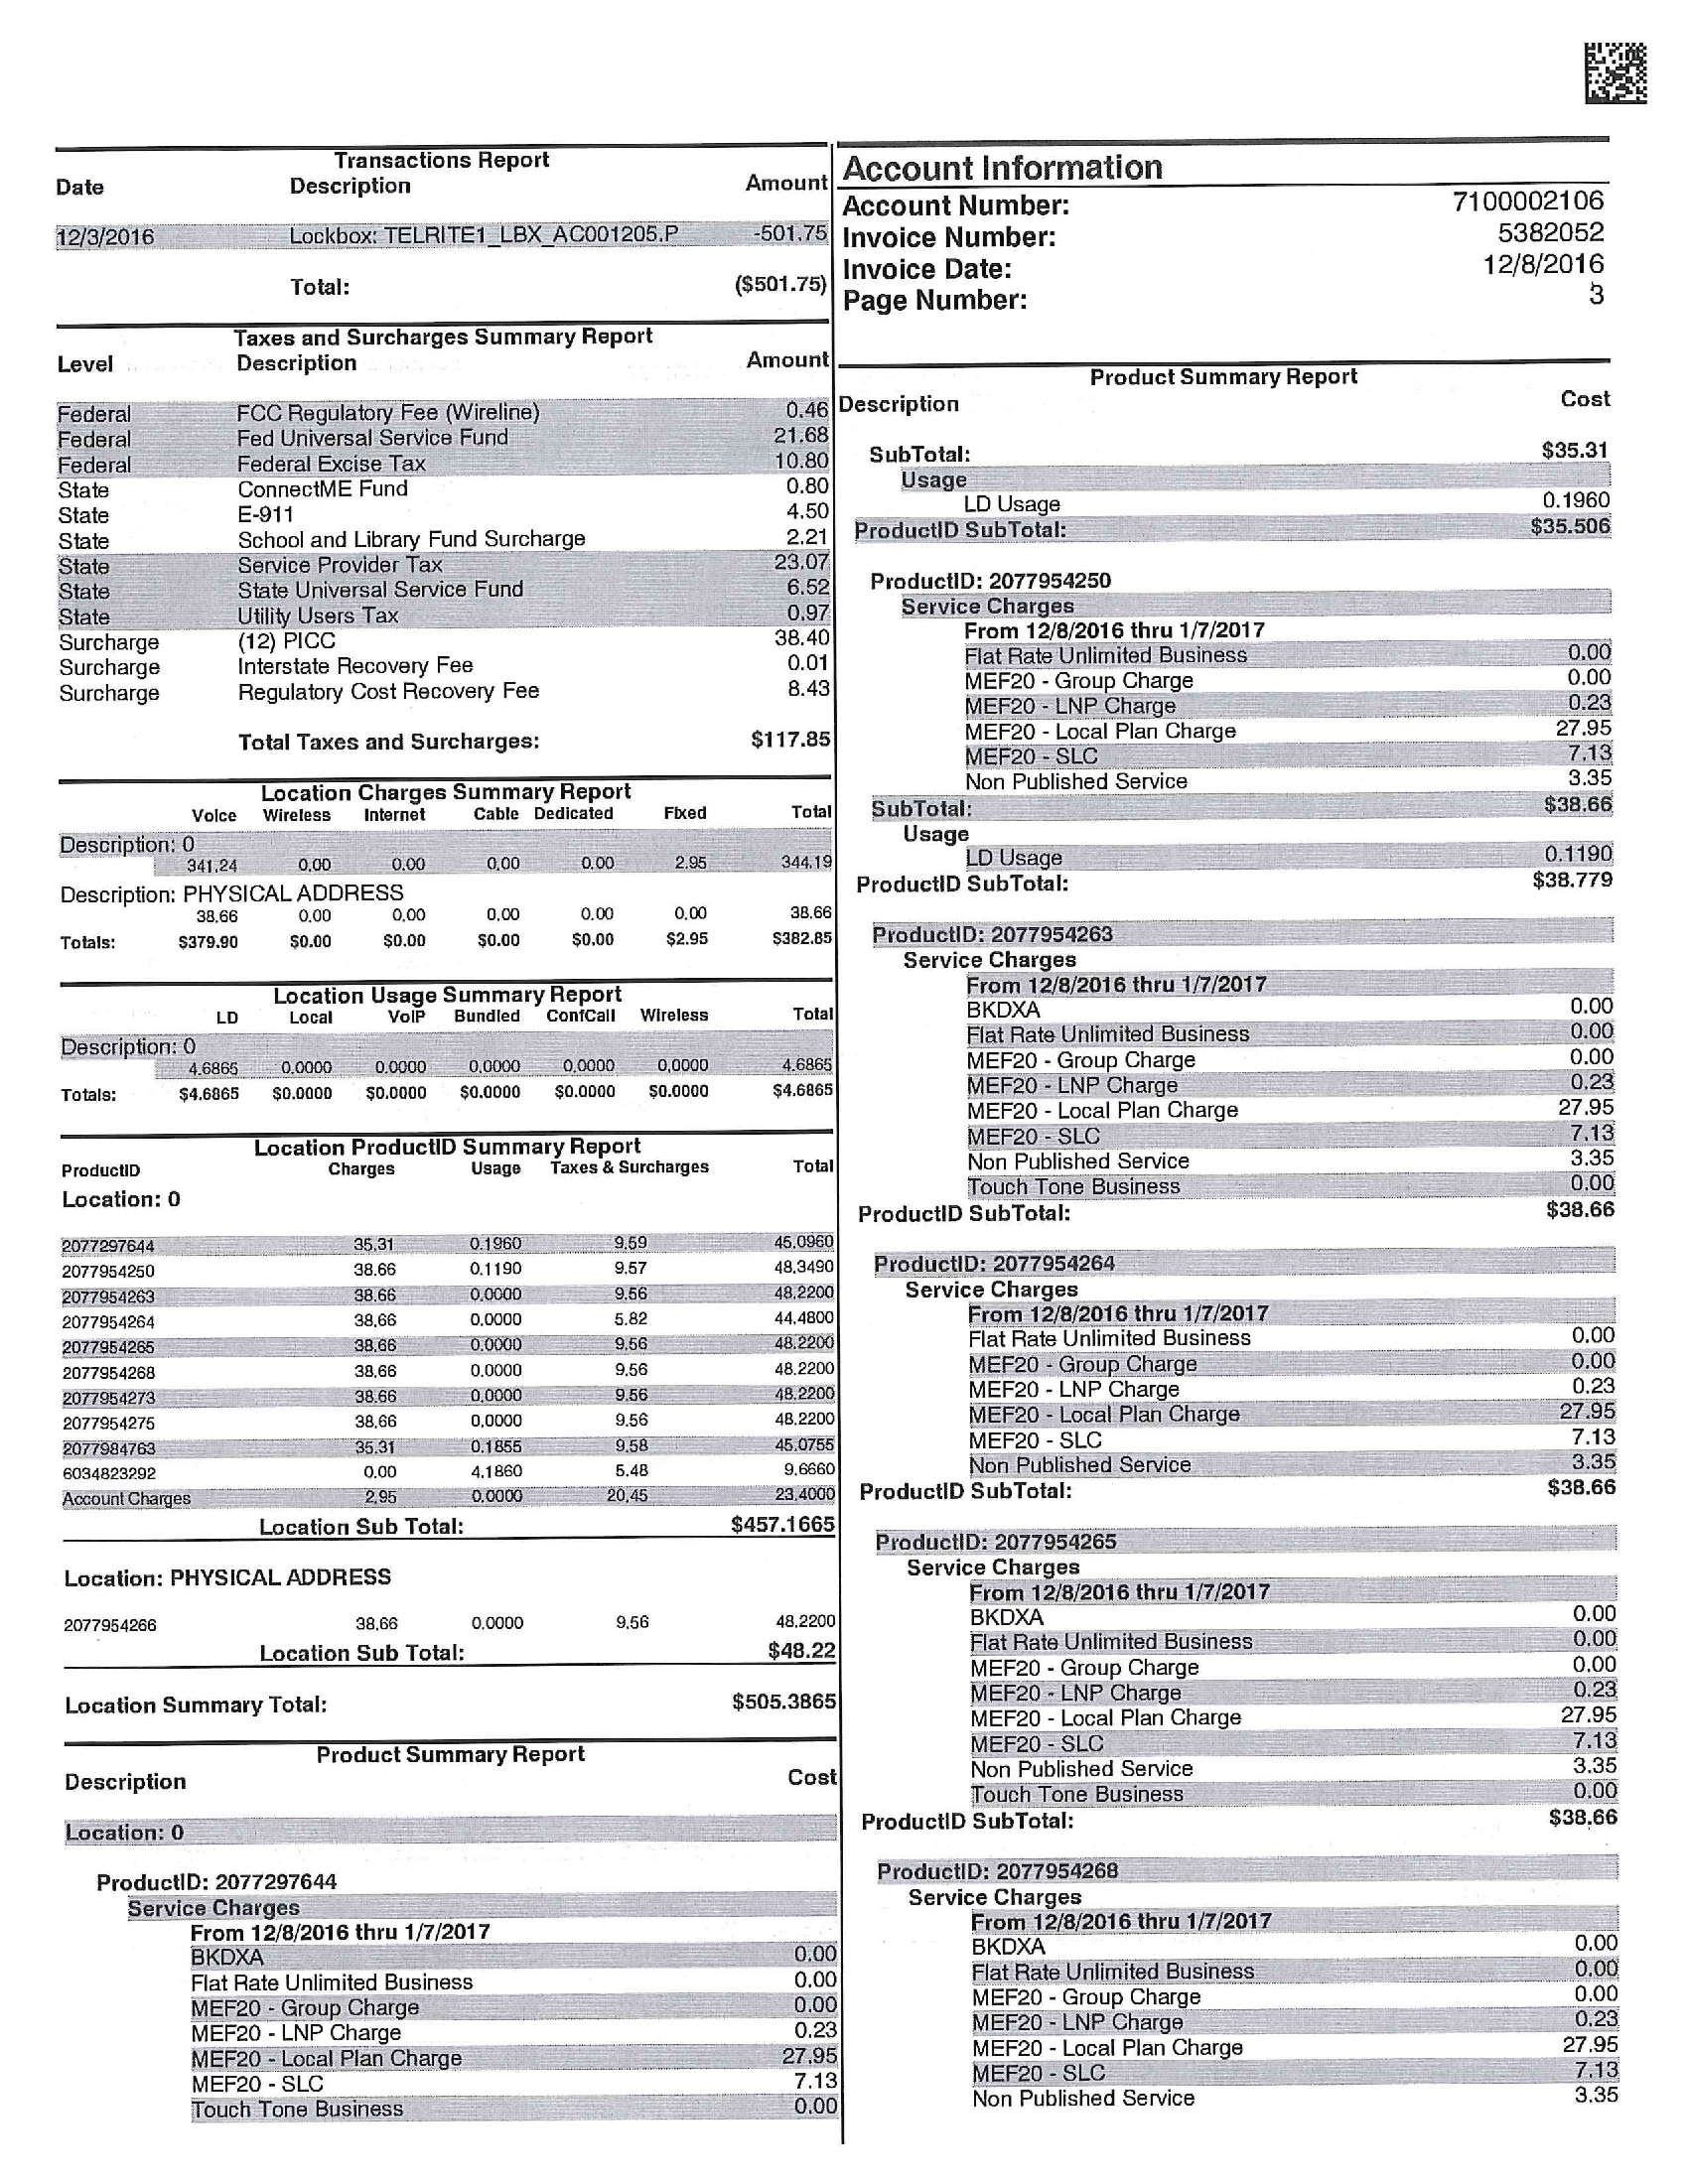 Transactions Report
Date Description Amount
12/3/2016 Lockbox: TELRITE1_LBX_AC001205.P -501.75
Total: ($501.75)
Taxes and Surcharges Summary Report
Level Description Amount
Federal FCC Regulatory Fee (Wireline) 0.46
Federal Fed Universal Service Fund 21.68
Federal Federal Excise Tax 10.80
State ConnectME Fund 0.80
State E-911 4.50
State School and Library Fund Surcharge 2.21
State Service Provider Tax 23.07
State State Universal Service Fund 6.52
State Utility Users Tax 0.97
Surcharge (12) PICC 38.40
Surcharge Interstate Recovery Fee 0.01
Surcharge Regulatory Cost Recovery Fee 8.43
Total Taxes and Surcharges: $117.85
Location Charges Summary Report
Voice Wireless Internet Cable Dedicated Fixed Total
Description: 0
341.24 0.00 0.00 0.00 0.00 2.95 344.19
Description: PHYSICAL ADDRESS
38.66 0.00 0.00 0.00 0.00 0.00 38.66
Totals: $379.90 $0.00 $0.00 $0.00 $0.00 $2.95 $382.85
Location Usage Summary Report
LD Local VoIP Bundled ConfCall Wireless Total
Description: 0
4.6865 0.0000 0.0000 0.0000 0.0000 0.0000 4.6865
Totals: $4.6865 $0.0000 $0.0000 $0.0000 $0.0000 $0.0000 $4.6865
Location ProductID Summary Report
ProductID Charges Usage Taxes & Surcharges Total
Location: 0
2077297644 35.31 0.1960 9.59 45.0960
2077954250 38.66 0.1190 9.57 48.3490
2077954263 38.66 0.0000 9.56 48.2200
2077954264 38.66 0.0000 5.82 44.4800
2077954265 38.66 0.0000 9.56 48.2200
2077954268 38.66 0.0000 9.56 48.2200
2077954273 38.66 0.0000 9.56 48.2200
2077954275 38.66 0.0000 9.56 48.2200
2077984763 35.31 0.1855 9.58 45.0755
6034823292 0.00 4.1860 5.48 9.6660
Account Charges 2.95 0.0000 20.45 23.4000
Location Sub Total: $457.1665
Location: PHYSICAL ADDRESS
2077954266 38.66 0.0000 9.56 48.2200
Location Sub Total: $48.22
Location Summary Total: $505.3865
Product Summary Report
Description Cost
Location: 0
ProductID: 2077297644
Service Charges
From 12/8/2016 thru 1/7/2017
BKDXA 0.00
Flat Rate Unlimited Business 0.00
MEF20 - Group Charge 0.00
MEF20 - LNP Charge 0.23
MEF20 - Local Plan Charge 27.95
MEF20 - SLC 7.13
Touch Tone Business 0.00
Account Information
Account Number: 7100002106
Invoice Number: 5382052
Invoice Date: 12/8/2016
Page Number: 3
Product Summary Report
Description Cost
SubTotal: $35.31
Usage
LD Usage 0.1960
ProductID SubTotal: $35.506
ProductID: 2077954250
Service Charges
From 12/8/2016 thru 1/7/2017
Flat Rate Unlimited Business 0.00
MEF20 - Group Charge 0.00
MEF20 - LNP Charge 0.23
MEF20 - Local Plan Charge 27.95
MEF20 - SLC 7.13
Non Published Service 3.35
SubTotal: $38.66
Usage
LD Usage 0.1190
ProductID SubTotal: $38.779
ProductID: 2077954263
Service Charges
From 12/8/2016 thru 1/7/2017
BKDXA 0.00
Flat Rate Unlimited Business 0.00
MEF20 - Group Charge 0.00
MEF20 - LNP Charge 0.23
MEF20 - Local Plan Charge 27.95
MEF20 - SLC 7.13
Non Published Service 3.35
Touch Tone Business 0.00
ProductID SubTotal: $38.66
ProductID: 2077954264
Service Charges
From 12/8/2016 thru 1/7/2017
Flat Rate Unlimited Business 0.00
MEF20 - Group Charge 0.00
MEF20 - LNP Charge 0.23
MEF20 - Local Plan Charge 27.95
MEF20 - SLC 7.13
Non Published Service 3.35
ProductID SubTotal: $38.66
ProductID: 2077954265
Service Charges
From 12/8/2016 thru 1/7/2017
BKDXA 0.00
Flat Rate Unlimited Business 0.00
MEF20 - Group Charge 0.00
MEF20 - LNP Charge 0.23
MEF20 - Local Plan Charge 27.95
MEF20 - SLC 7.13
Non Published Service 3.35
Touch Tone Business 0.00
ProductID SubTotal: $38.66
ProductID: 2077954268
Service Charges
From 12/8/2016 thru 1/7/2017
BKDXA 0.00
Flat Rate Unlimited Business 0.00
MEF20 - Group Charge 0.00
MEF20 - LNP Charge 0.23
MEF20 - Local Plan Charge 27.95
MEF20 - SLC 7.13
Non Published Service 3.35